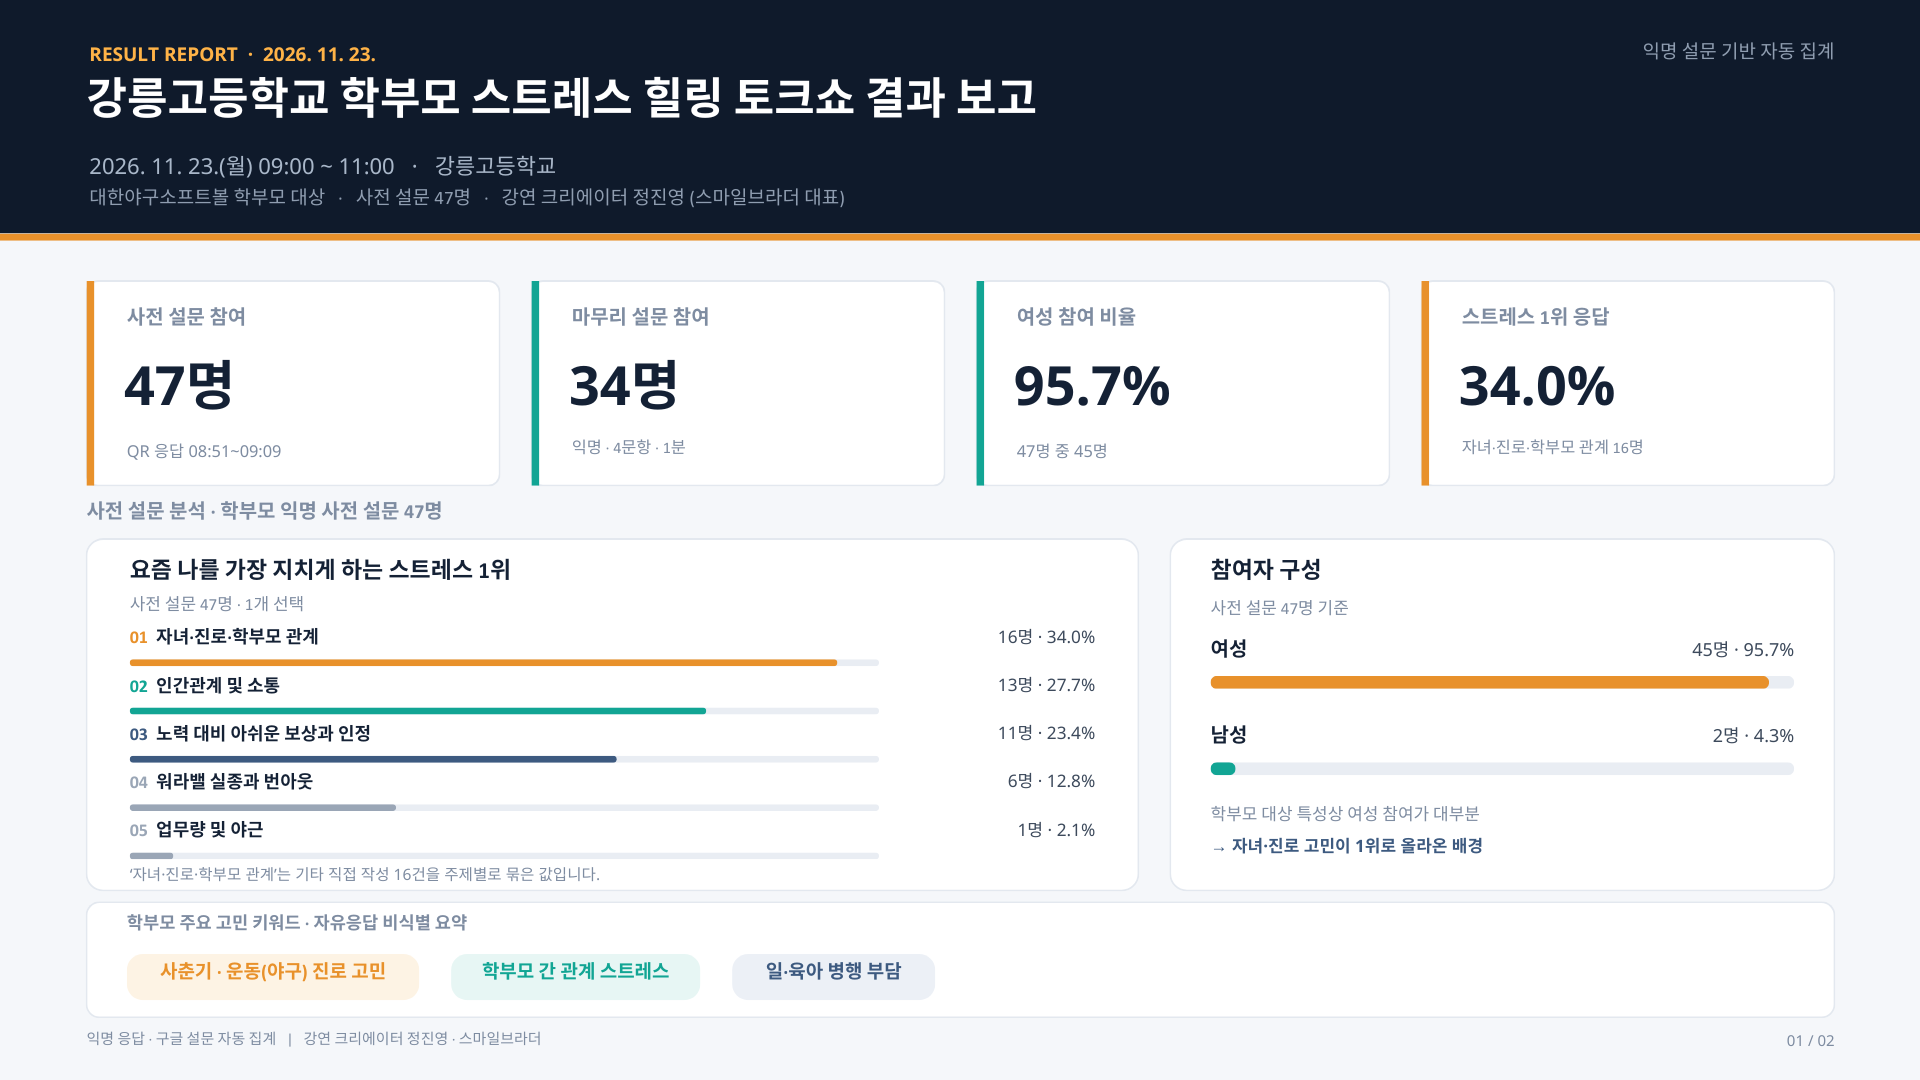 RESULT REPORT · 2026. 11. 23.
익명 설문 기반 자동 집계
강릉고등학교 학부모 스트레스 힐링 토크쇼 결과 보고
2026. 11. 23.(월) 09:00 ~ 11:00 · 강릉고등학교
대한야구소프트볼 학부모 대상 · 사전 설문 47명 · 강연 크리에이터 정진영 (스마일브라더 대표)
사전 설문 참여
47명
QR 응답 08:51~09:09
마무리 설문 참여
34명
익명 · 4문항 · 1분
여성 참여 비율
95.7%
47명 중 45명
스트레스 1위 응답
34.0%
자녀·진로·학부모 관계 16명
사전 설문 분석 · 학부모 익명 사전 설문 47명
요즘 나를 가장 지치게 하는 스트레스 1위
사전 설문 47명 · 1개 선택
01 자녀·진로·학부모 관계 16명 · 34.0%
02 인간관계 및 소통 13명 · 27.7%
03 노력 대비 아쉬운 보상과 인정 11명 · 23.4%
04 워라밸 실종과 번아웃 6명 · 12.8%
05 업무량 및 야근 1명 · 2.1%
‘자녀·진로·학부모 관계’는 기타 직접 작성 16건을 주제별로 묶은 값입니다.
참여자 구성
사전 설문 47명 기준
여성 45명 · 95.7%
남성 2명 · 4.3%
학부모 대상 특성상 여성 참여가 대부분
→ 자녀·진로 고민이 1위로 올라온 배경
학부모 주요 고민 키워드 · 자유응답 비식별 요약
사춘기 · 운동(야구) 진로 고민
학부모 간 관계 스트레스
일·육아 병행 부담
익명 응답 · 구글 설문 자동 집계 | 강연 크리에이터 정진영 · 스마일브라더
01 / 02